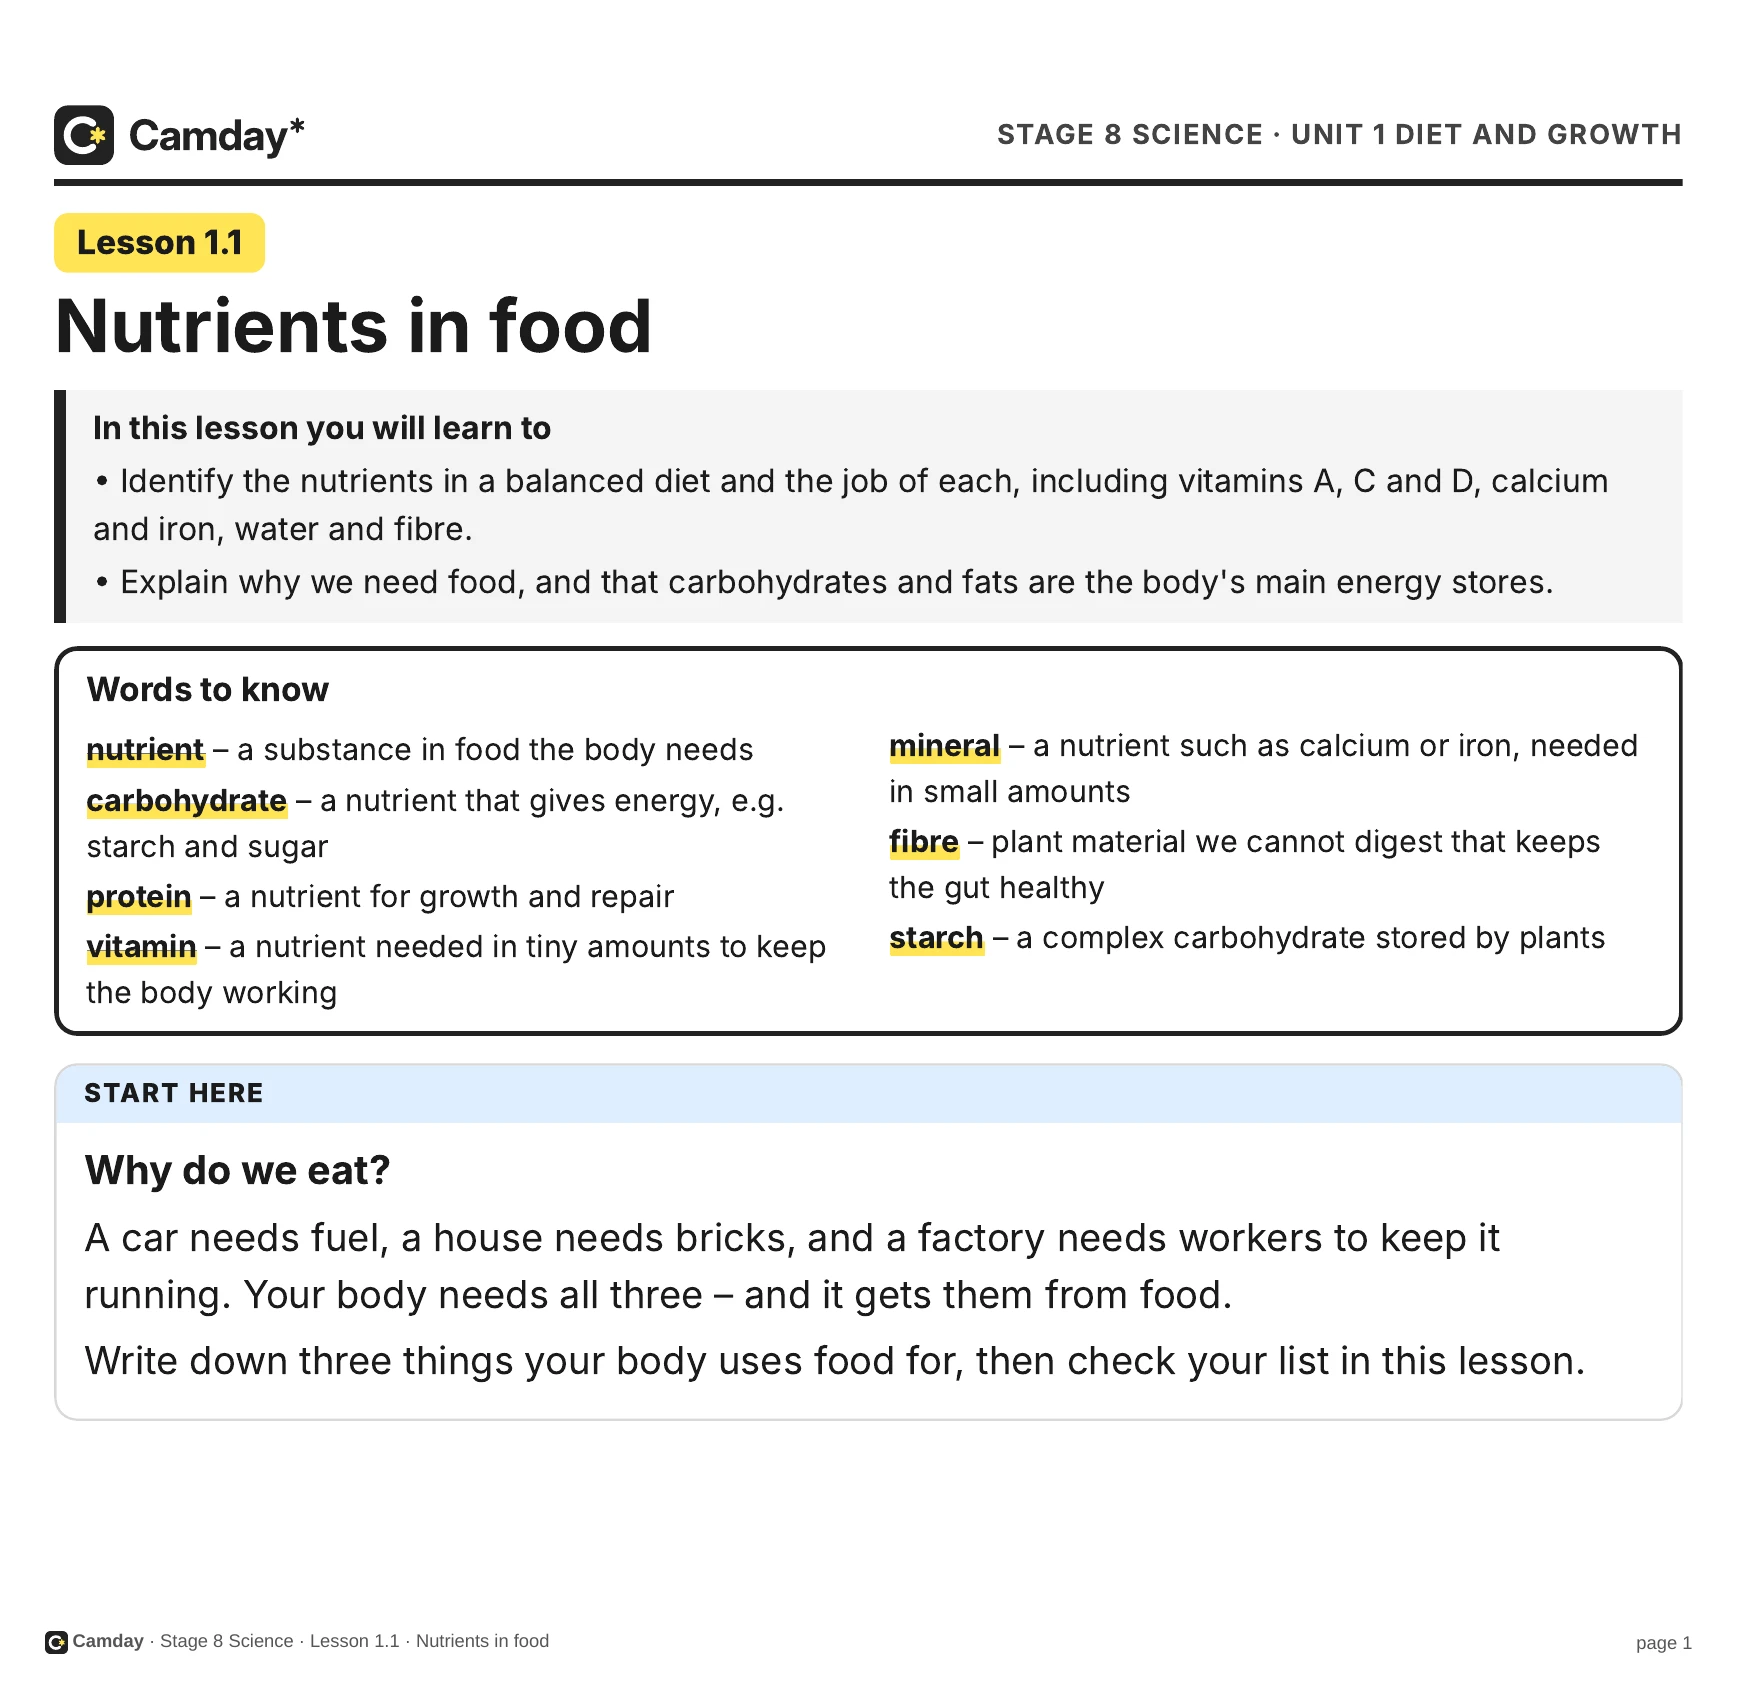 Camday*
STAGE 8 SCIENCE · UNIT 1 DIET AND GROWTH
Lesson 1.1
Nutrients in food
In this lesson you will learn to
• Identify the nutrients in a balanced diet and the job of each, including vitamins A, C and D, calcium
and iron, water and fibre.
• Explain why we need food, and that carbohydrates and fats are the body's main energy stores.
Words to know
nutrient – a substance in food the body needs
carbohydrate – a nutrient that gives energy, e.g.
starch and sugar
protein – a nutrient for growth and repair
vitamin – a nutrient needed in tiny amounts to keep
the body working
mineral – a nutrient such as calcium or iron, needed
in small amounts
fibre – plant material we cannot digest that keeps
the gut healthy
starch – a complex carbohydrate stored by plants
START HERE
Why do we eat?
A car needs fuel, a house needs bricks, and a factory needs workers to keep it
running. Your body needs all three – and it gets them from food.
Write down three things your body uses food for, then check your list in this lesson.
Camday · Stage 8 Science · Lesson 1.1 · Nutrients in food
page 1